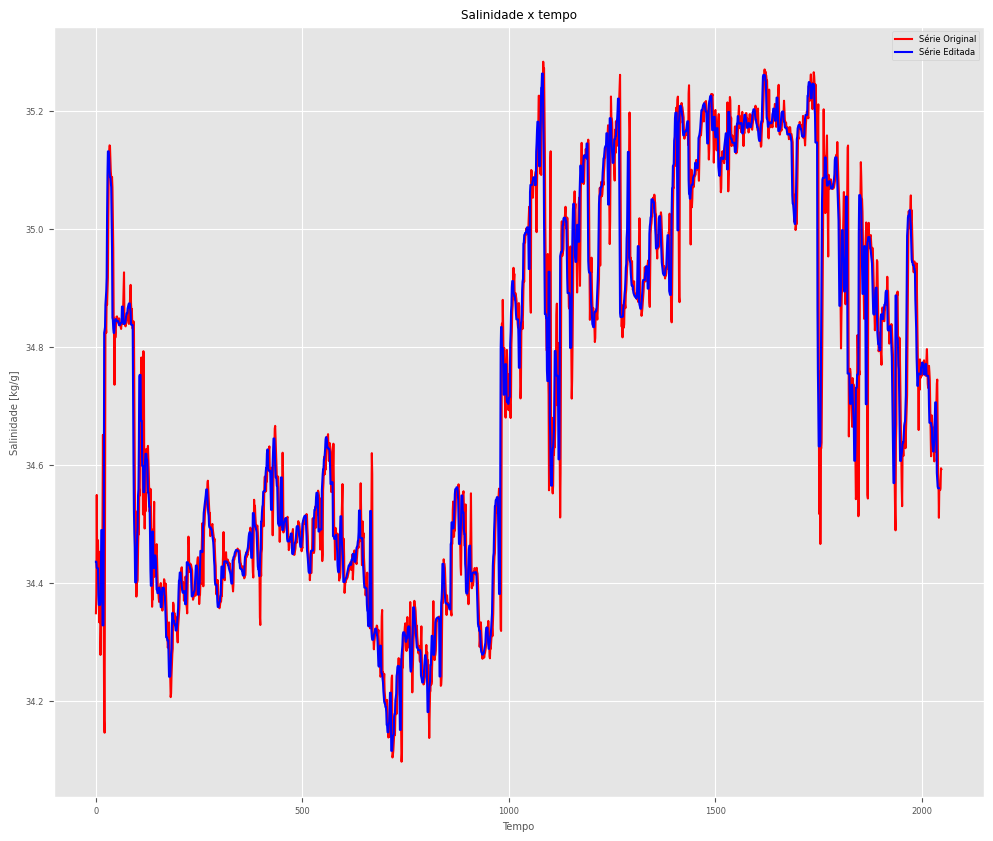 Salinidade x tempo
Série Original
Série Editada
35.2
35.0
34.8
34.6
34.4
34.2
Salinidade [kg/g]
0
500
1000
1500
2000
Tempo